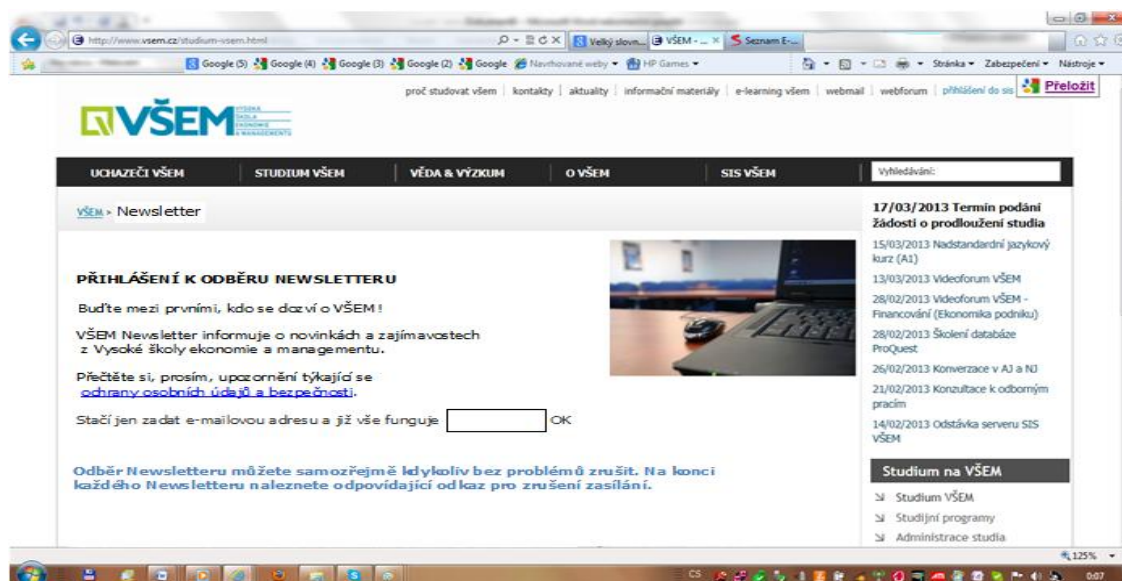 http://www.vsem.cz/studium-vsem.html
Velký slovn...
VŠEM - ...
Seznam E-...
Google (5) Google (4) Google (3) Google (2) Google Navrhované weby HP Games
Stránka Zabezpečení Nástroje
proč studovat všem | kontakty | aktuality | informační materiály | e-learning všem | webmail | webforum | přihlášení do sis
Přeložit
VŠEM
VYSOKÁ
ŠKOLA
EKONOMIE
A MANAGEMENTU
UCHAZEČI VŠEM STUDIUM VŠEM VĚDA & VÝZKUM O VŠEM SIS VŠEM
Vyhledávání:
VŠEM > Newsletter
PŘIHLÁŠENÍ K ODBĚRU NEWSLETTERU
Buďte mezi prvními, kdo se dozví o VŠEM!
VŠEM Newsletter informuje o novinkách a zajímavostech
z Vysoké školy ekonomie a managementu.
Přečtěte si, prosím, upozornění týkající se
ochrany osobních údajů a bezpečnosti.
Stačí jen zadat e-mailovou adresu a již vše funguje OK
Odběr Newsletteru můžete samozřejmě kdykoliv bez problémů zrušit. Na konci
každého Newsletteru naleznete odpovídající odkaz pro zrušení zasílání.
17/03/2013 Termín podání
žádosti o prodloužení studia
15/03/2013 Nadstandardní jazykový
kurz (A1)
13/03/2013 Videoforum VŠEM
28/02/2013 Videoforum VŠEM -
Financování (Ekonomika podniku)
28/02/2013 Školení databáze
ProQuest
26/02/2013 Konverzace v AJ a NJ
21/02/2013 Konzultace k odborným
pracím
14/02/2013 Odstávka serveru SIS
VŠEM
Studium na VŠEM
Studium VŠEM
Studijní programy
Administrace studia
125%
CS
0:07